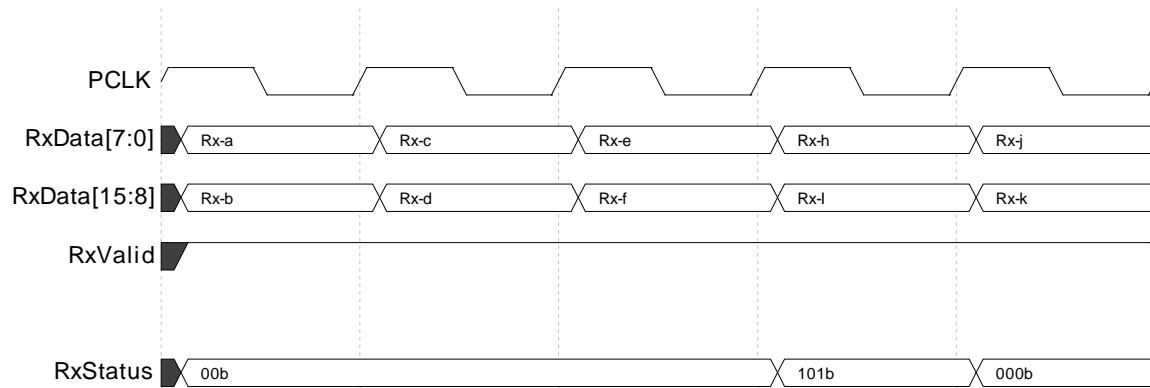 PCLK
RxData[7:0] Rx-a Rx-c Rx-e Rx-h Rx-j
RxData[15:8] Rx-b Rx-d Rx-f Rx-l Rx-k
RxValid
RxStatus 00b 101b 000b